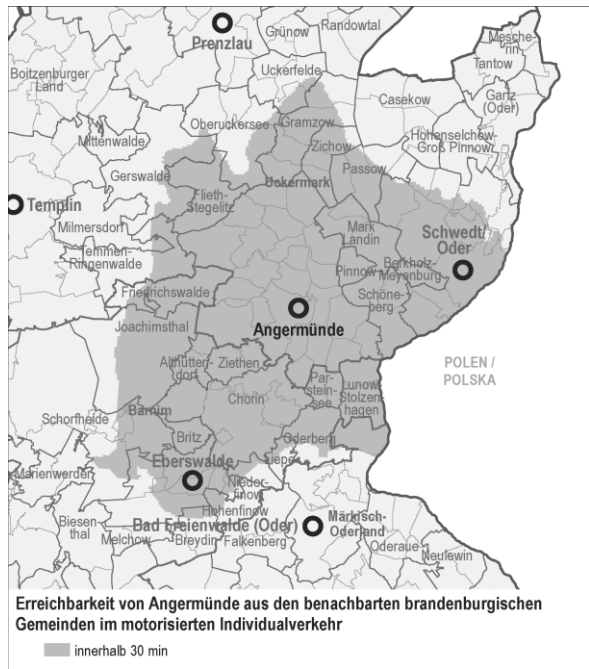 Prenzlau
Grünow
Randowtal
Mesche-
rin
Tantow
Boitzenburger
Land
Uckerfelde
Casekow
Gartz
(Oder)
Oberuckersee
Gramzow
Hohenselchow-
Groß Pinnow
Mittenwalde
Zichow
Gerswalde
Passow
Flieth-
Stegelitz
Uckermark
Templin
Milmersdorf
Mark
Landin
Schwedt/
Oder
Temmen-
Ringenwalde
Pinnow
Berkholz-
Meyenburg
Friedrichswalde
Schöne-
berg
Joachimsthal
Angermünde
Althütten-
dorf
Ziethen
POLEN /
POLSKA
Par-
stein-
see
Lunow-
Stolzen-
hagen
Chorin
Barnim
Schorfheide
Britz
Oderberg
Eberswalde
Liepe
Marienwerder
Nieder-
finow
Hohenfinow
Biesen-
thal
Bad Freienwalde (Oder)
Märkisch-
Oderland
Melchow
Breydin
Falkenberg
Oderaue
Neulewin
Erreichbarkeit von Angermünde aus den benachbarten brandenburgischen
Gemeinden im motorisierten Individualverkehr
innerhalb 30 min